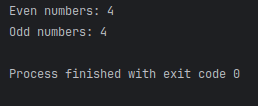 Even numbers: 4
Odd numbers: 4
Process finished with exit code 0